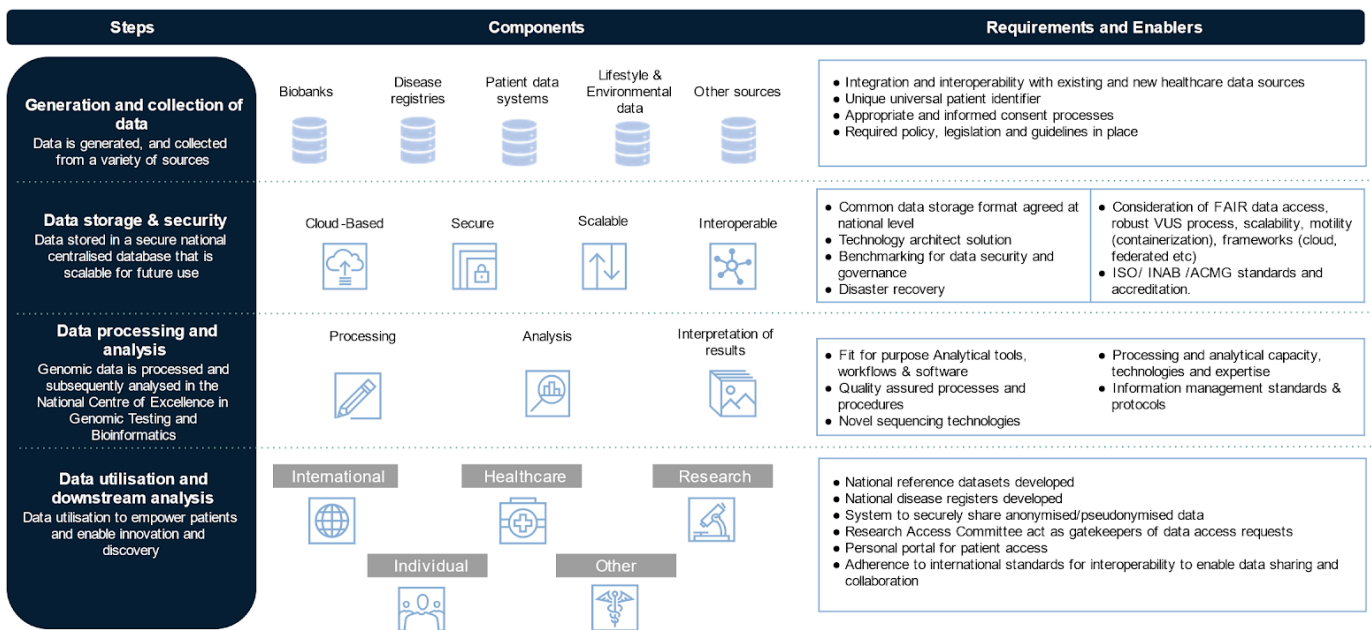 Steps
Components
Requirements and Enablers
Generation and collection of
data
Data is generated, and collected
from a variety of sources
Biobanks
Disease
registries
Patient data
systems
Lifestyle &
Environmental
data
Other sources
● Integration and interoperability with existing and new healthcare data sources
● Unique universal patient identifier
● Appropriate and informed consent processes
● Required policy, legislation and guidelines in place
Data storage & security
Data stored in a secure national
centralised database that is
scalable for future use
Cloud -Based
Secure
Scalable
Interoperable
● Common data storage format agreed at
national level
● Technology architect solution
● Benchmarking for data security and
governance
● Disaster recovery
● Consideration of FAIR data access,
robust VUS process, scalability, motility
(containerization), frameworks (cloud,
federated etc)
● ISO/ INAB /ACMG standards and
accreditation.
Data processing and
analysis
Genomic data is processed and
subsequently analysed in the
National Centre of Excellence in
Genomic Testing and
Bioinformatics
Processing
Analysis
Interpretation of
results
● Fit for purpose Analytical tools,
workflows & software
● Quality assured processes and
procedures
● Novel sequencing technologies
● Processing and analytical capacity,
technologies and expertise
● Information management standards &
protocols
Data utilisation and
downstream analysis
Data utilisation to empower patients
and enable innovation and
discovery
International
Healthcare
Research
Individual
Other
● National reference datasets developed
● National disease registers developed
● System to securely share anonymised/pseudonymised data
● Research Access Committee act as gatekeepers of data access requests
● Personal portal for patient access
● Adherence to international standards for interoperability to enable data sharing and
collaboration